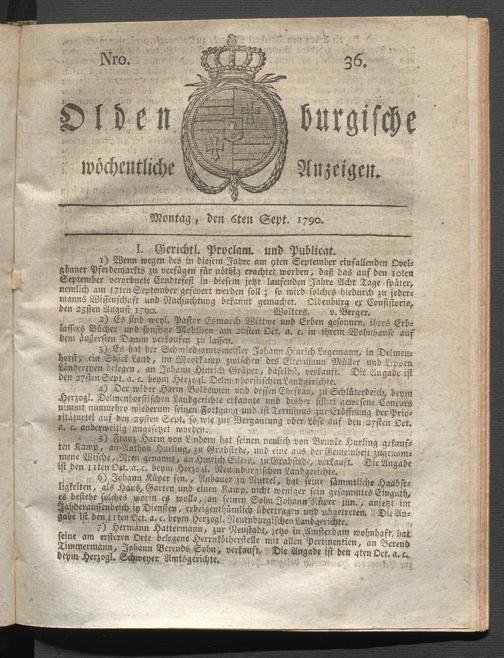 Nro. 36.
Oldenburgische
wöchentliche Anzeigen.
Montag, den 6ten Sept. 1790.
I. Gerichtl. Proclam. und Publicat.
1) Wenn wegen des in diesem Jahre am 9ten September einfallenden Ovel-
gönner Pferdemarkts zu verfügen für nöthig erachtet worden, daß das auf den 10ten
September verordnete Erndtefest in diesem jetzt laufenden Jahre Acht Tage später,
nemlich am 17ten September gefeyert werden soll; so wird solches hiedurch zu jeder-
manns Wissenschaft und Nachachtung bekannt gemacht. Oldenburg ex Consistorio,
den 25sten August 1790. Wolters. v. Berger.
2) Es sind weyl. Pastor Esmarch Wittwe und Erben gesonnen, ihres Erb-
lassers Bücher und sonstige Mobilien am 20sten Oct. a. c. in ihrem Wohnhause auf
dem äussersten Damm verkaufen zu lassen.
3) Es hat der Schmiedeamtsmeister Johann Hinrich Logemann, in Delmen-
horst, ein Stück Land, im Moorkamp zwischen des Eltermann Müller und Lippen
Ländereyen belegen, an Johann Hinrich Gräper, daselbst, verkauft. Die Angabe ist
den 27sten Sept. a. c. beym Herzogl. Delmenhorstischen Landgerichte.
4) Der wider Harm Boldewien und dessen Ehefrau, zu Schlüterdeich, beym
Herzogl. Delmenhorstischen Landgerichte erkante und bisher sistirt gewesene Concurs
nimmt nunmehro wiederum seinen Fortgang und ist Terminus zur Eröffnung der Prio-
ritäturtel auf den 29sten Sept. so wie zur Vergantung oder Löse auf den 27sten Oct.
a. c. anderweitig angesetzet worden.
5) Franz Harm von Lindern hat seinen neulich von Brunke Hurling gekauf-
ten Kamp, an Anthon Hurling, zu Grabstede, und eine aus der Gemeinheit zugenom-
mene Wische, Nren genannt, an Hinrich Eilers, zu Grabstede, verkauft. Die Angabe
ist den 11ten Oct. a. c. beym Herzogl. Neuenburgischen Landgerichte.
6) Johann Küper sen., Anbauer zu Ruttel, hat seine sämmtliche Haabse-
ligkeiten, als Haus, Garten und einen Kamp, nicht weniger sein gesammtes Eingut,
es bestehe solches worin es wolle, an seinen Sohn Johann Küper jun., anjetzt im
Jahderaussendeich in Diensten, erbeigenthümlich übertragen und abgetreten. Die An-
gabe ist den 11ten Oct. a. c. beym Herzogl. Neuenburgischen Landgerichte.
7) Hermann Hattermann, zur Neustadt, jetzo in Amsterdam wohnhaft, hat
seine am ersteren Orte belegene Herrnkötherstelle mit allen Pertinentien, an Berend
Timmermann, Johann Berends Sohn, verkauft. Die Angabe ist den 4ten Oct. a. c.
beym Herzogl. Schweyer Amtsgerichte.